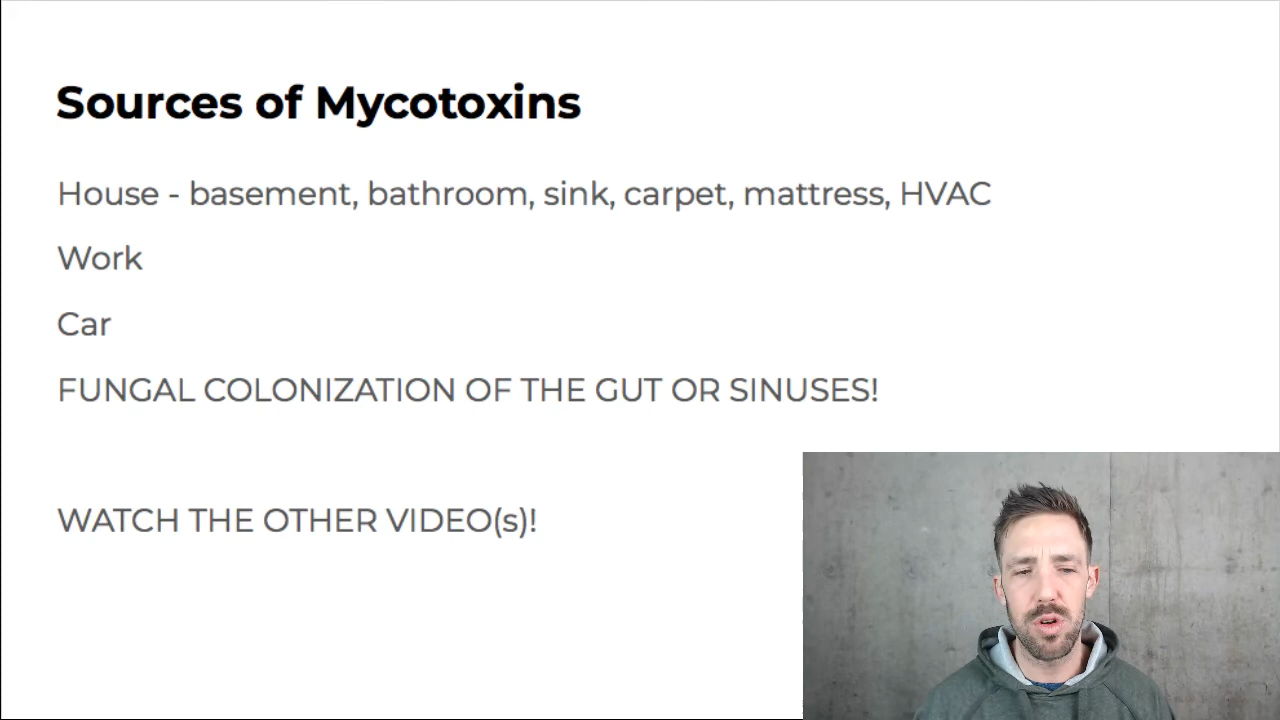 Sources of Mycotoxins
House - basement, bathroom, sink, carpet, mattress, HVAC
Work
Car
FUNGAL COLONIZATION OF THE GUT OR SINUSES!
WATCH THE OTHER VIDEO(s)!